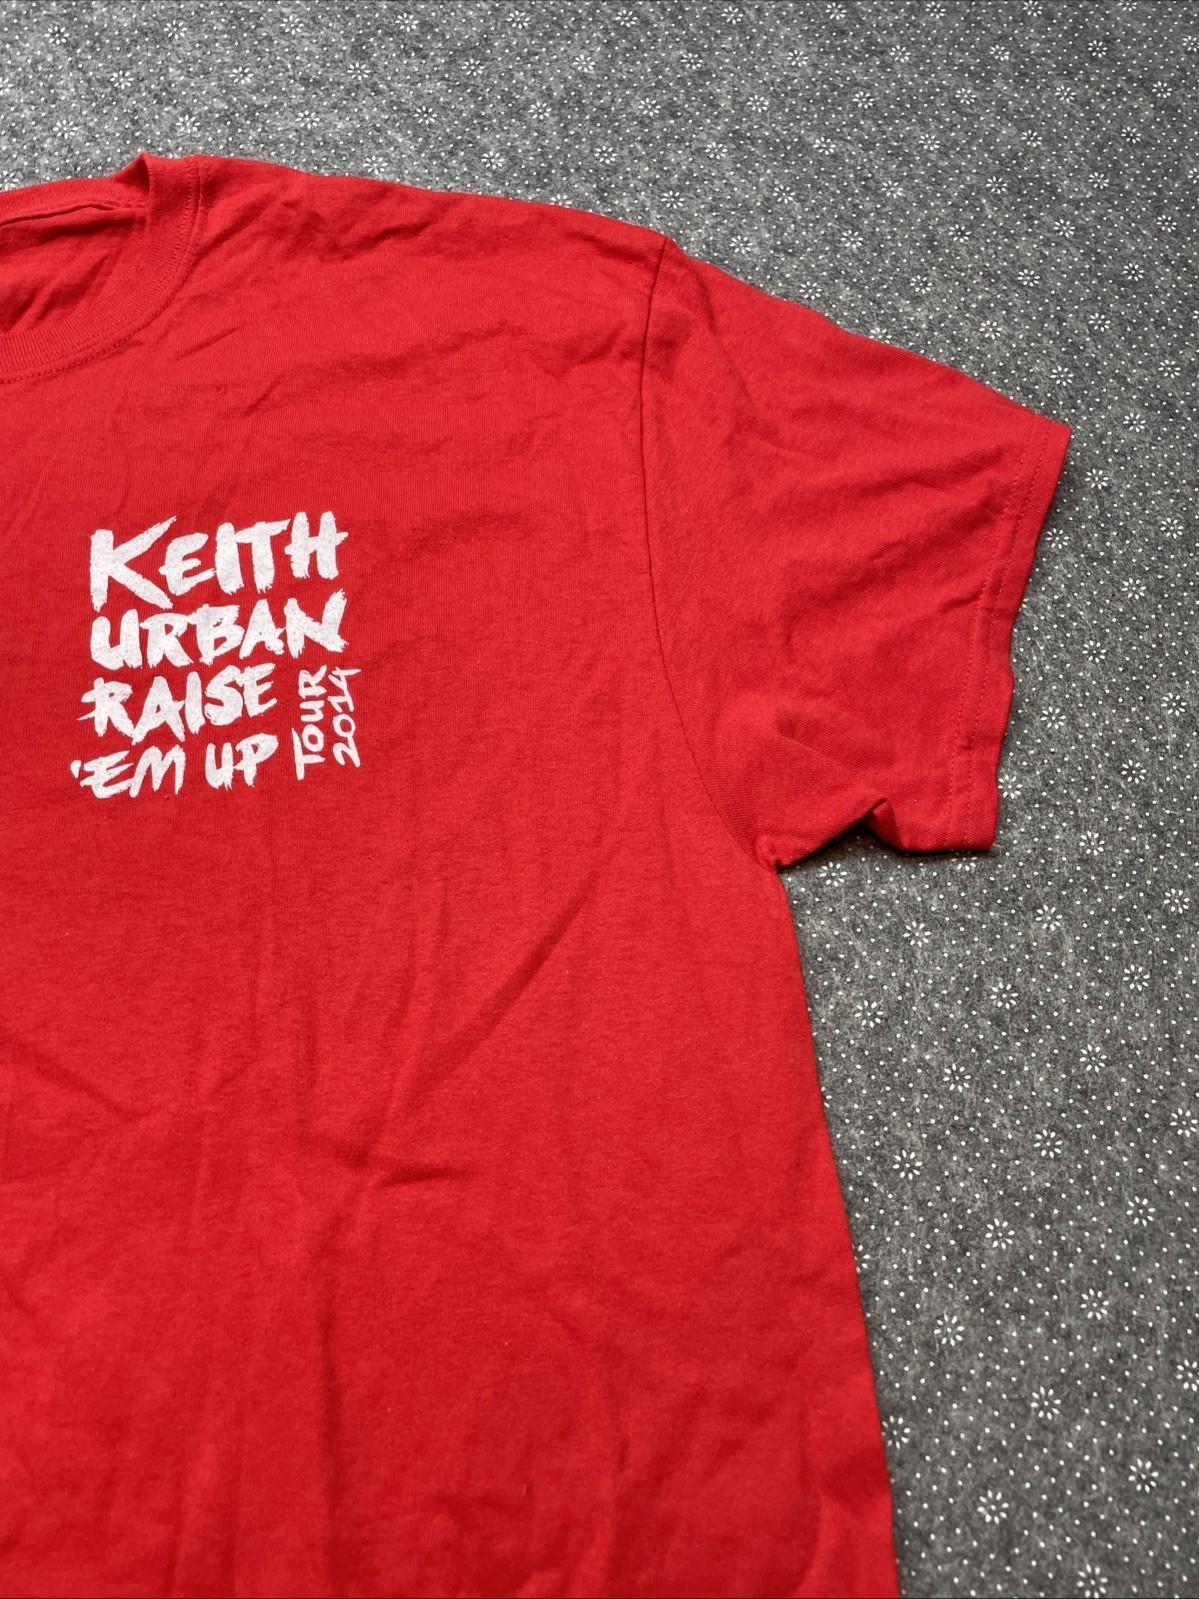 KEITH
URBAN
RAISE
'EM UP
TOUR
2014